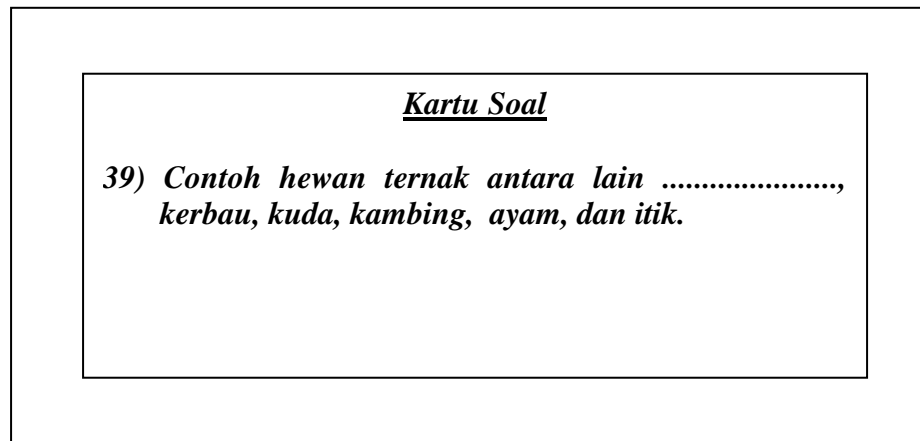 Kartu Soal
39) Contoh hewan ternak antara lain ......................,
kerbau, kuda, kambing, ayam, dan itik.